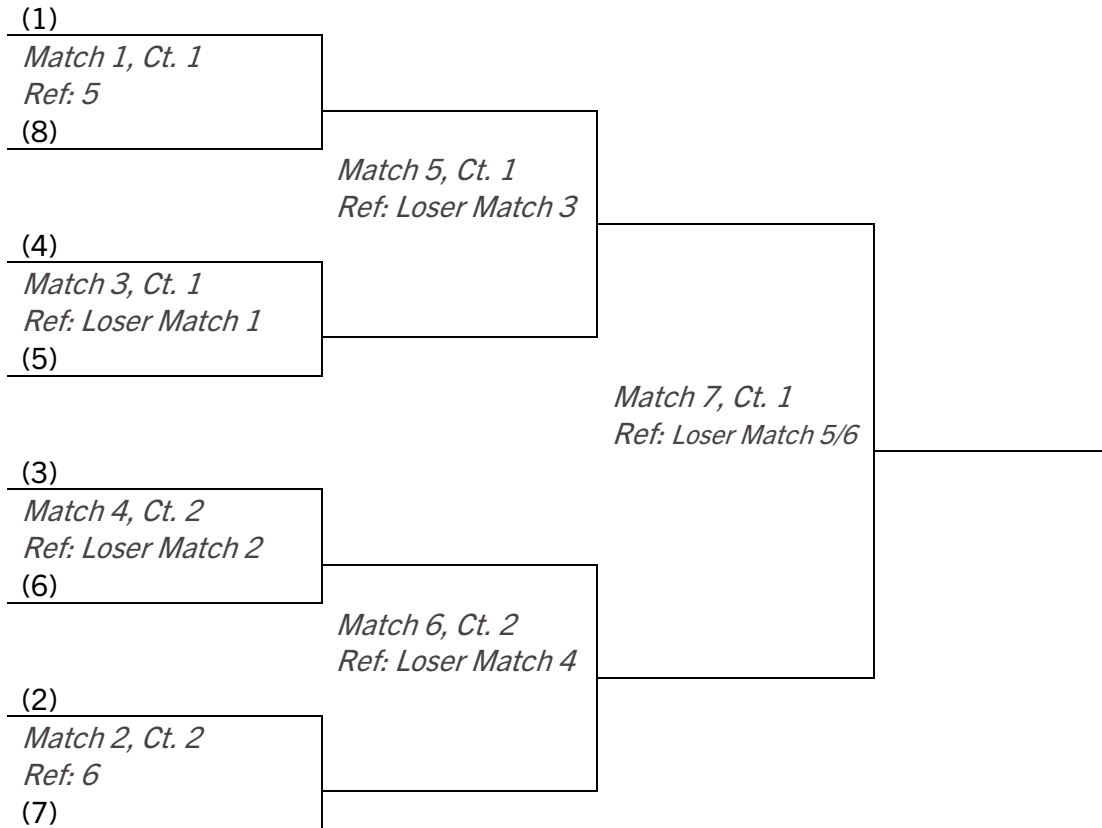 (1)
Match 1, Ct. 1
Ref: 5
(8)
Match 5, Ct. 1
Ref: Loser Match 3
(4)
Match 3, Ct. 1
Ref: Loser Match 1
(5)
Match 7, Ct. 1
Ref: Loser Match 5/6
(3)
Match 4, Ct. 2
Ref: Loser Match 2
(6)
Match 6, Ct. 2
Ref: Loser Match 4
(2)
Match 2, Ct. 2
Ref: 6
(7)